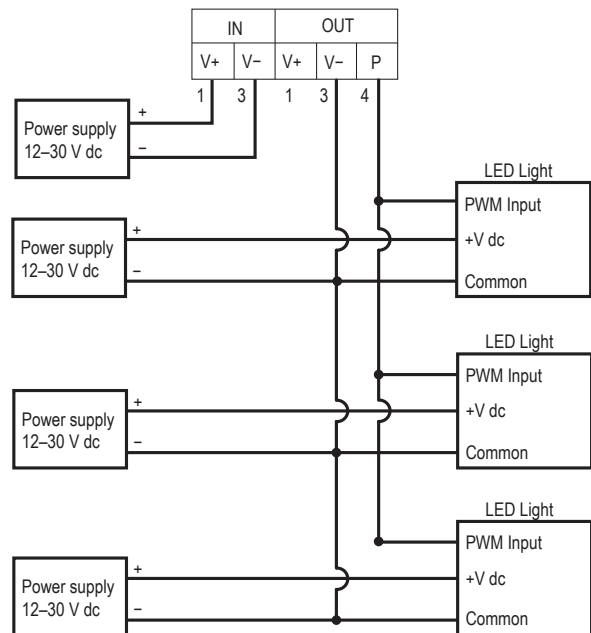 IN OUT
V+ V− V+ V− P
1 3 1 3 4
Power supply
12–30 V dc
+
−
LED Light
PWM Input
+V dc
Common
Power supply
12–30 V dc
+
−
LED Light
PWM Input
+V dc
Common
Power supply
12–30 V dc
+
−
LED Light
PWM Input
+V dc
Common
Power supply
12–30 V dc
+
−